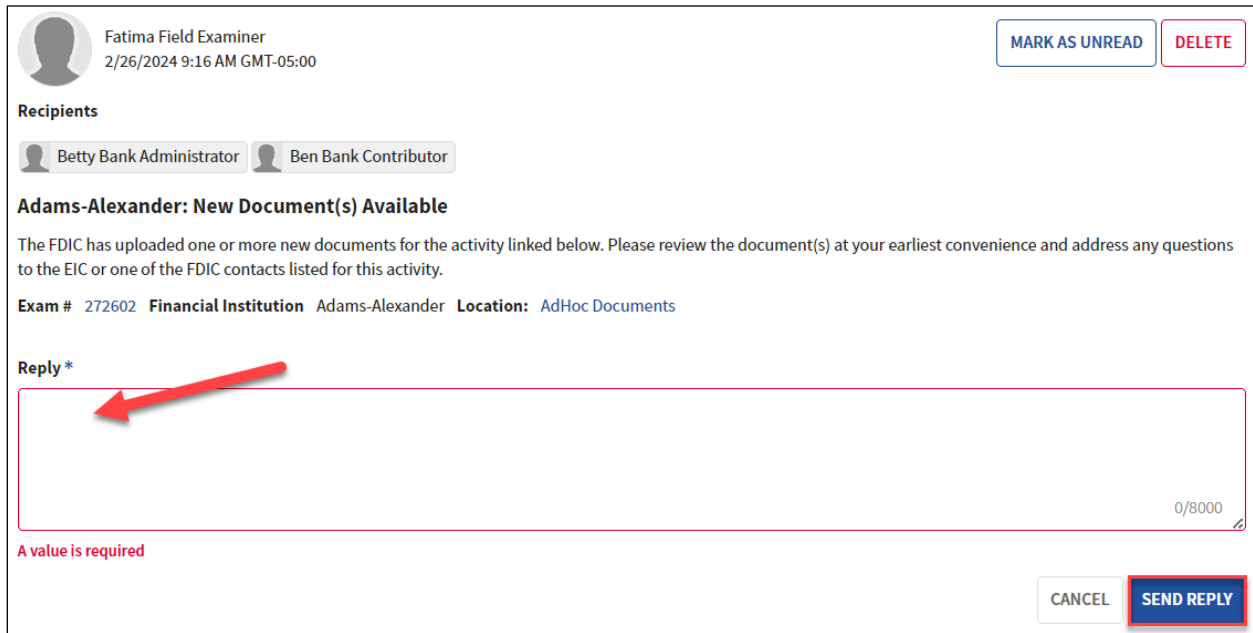 Fatima Field Examiner
2/26/2024 9:16 AM GMT-05:00
MARK AS UNREAD
DELETE
Recipients
Betty Bank Administrator
Ben Bank Contributor
Adams-Alexander: New Document(s) Available
The FDIC has uploaded one or more new documents for the activity linked below. Please review the document(s) at your earliest convenience and address any questions
to the EIC or one of the FDIC contacts listed for this activity.
Exam # 272602 Financial Institution Adams-Alexander Location: AdHoc Documents
Reply *
0/8000
A value is required
CANCEL
SEND REPLY